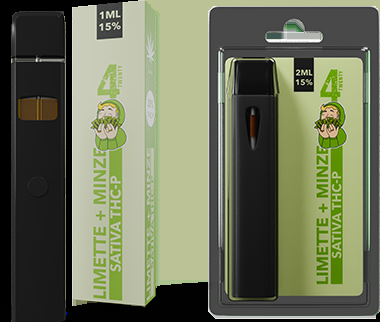 1ML
15%
4
TWENTY
LIMETTE + MINZE
SATIVA THC-P
2ML
15%
4
TWENTY
LIMETTE + MINZE
SATIVA THC-P